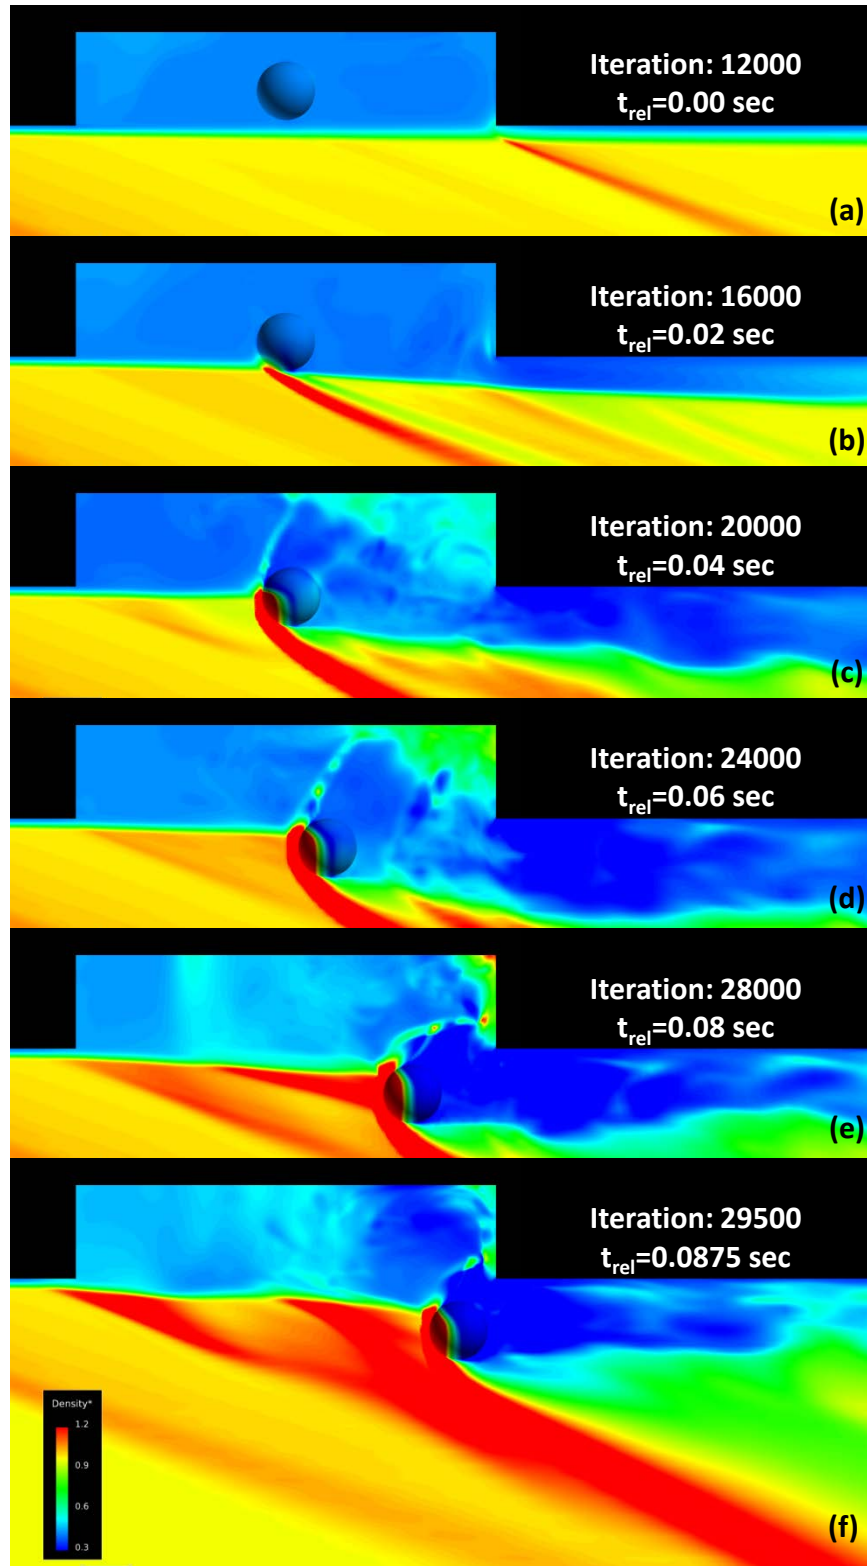 Iteration: 12000
t_rel=0.00 sec
(a)
Iteration: 16000
t_rel=0.02 sec
(b)
Iteration: 20000
t_rel=0.04 sec
(c)
Iteration: 24000
t_rel=0.06 sec
(d)
Iteration: 28000
t_rel=0.08 sec
(e)
Iteration: 29500
t_rel=0.0875 sec
Density*
1.2
0.9
0.6
0.3
(f)